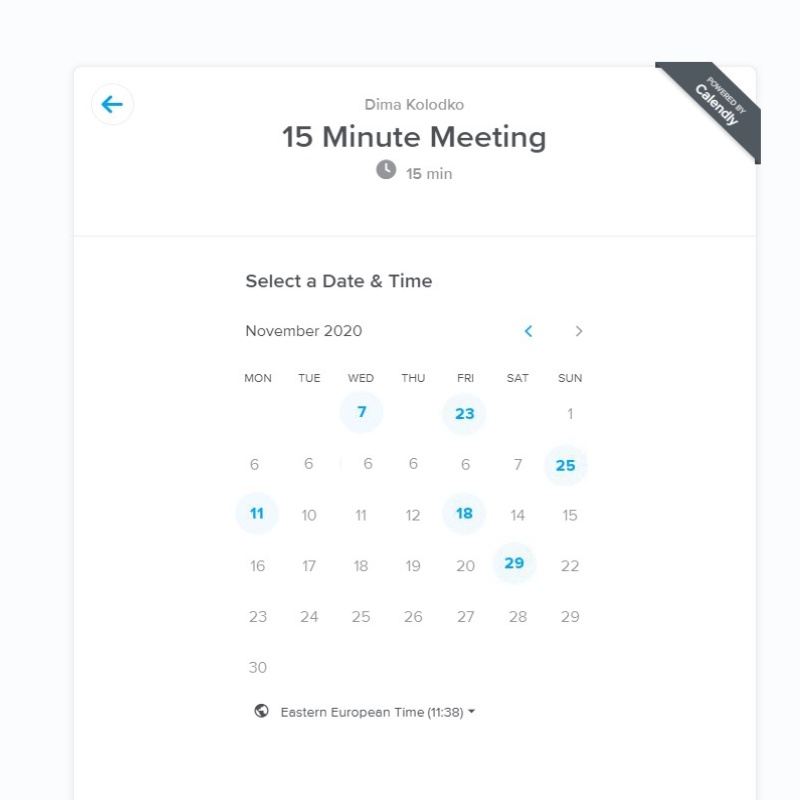 POWERED BY
Calendly
Dima Kolodko
15 Minute Meeting
15 min
Select a Date & Time
November 2020
MON TUE WED THU FRI SAT SUN
7 23 1
6 6 6 6 6 7 25
11 10 11 12 18 14 15
16 17 18 19 20 29 22
23 24 25 26 27 28 29
30
Eastern European Time (11:38)